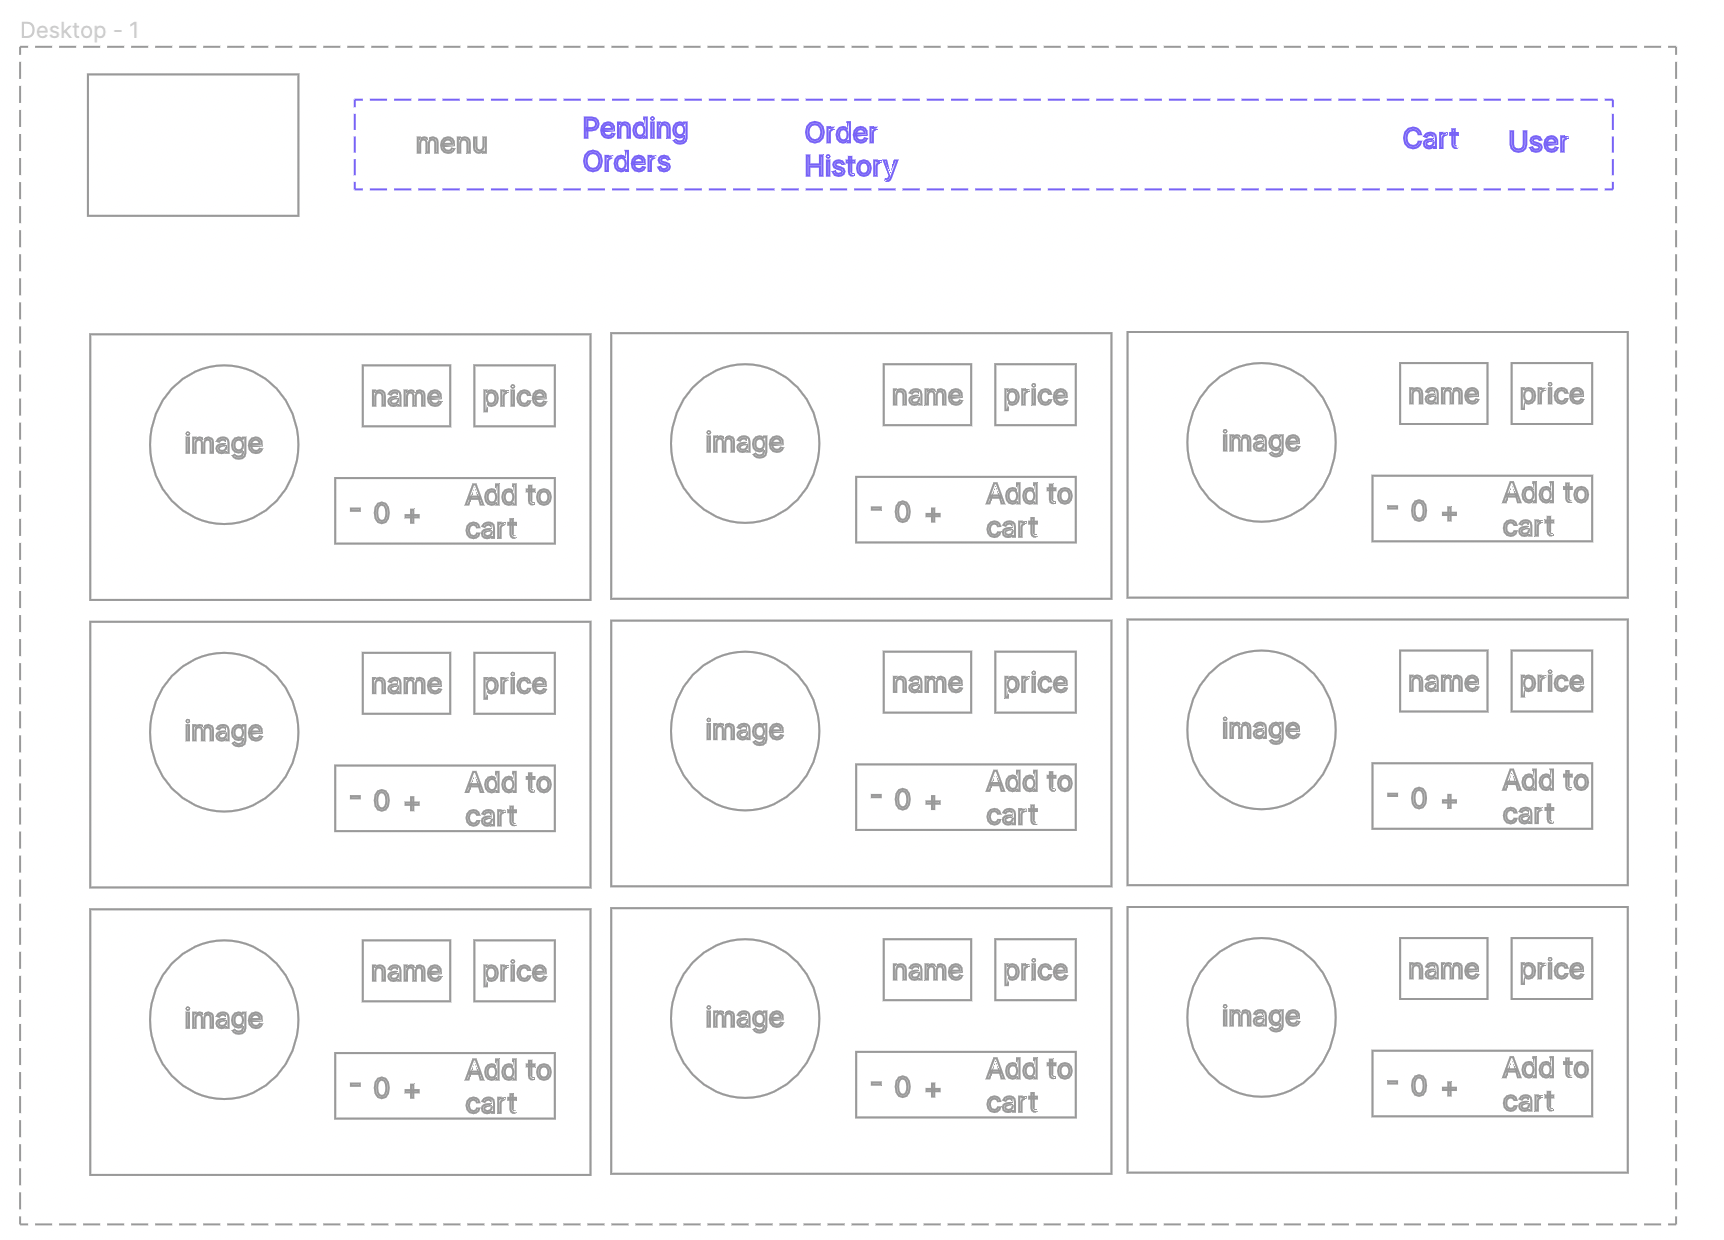 Desktop - 1
menu
Pending
Orders
Order
History
Cart
User
image
name
price
- 0 +
Add to
cart
image
name
price
- 0 +
Add to
cart
image
name
price
- 0 +
Add to
cart
image
name
price
- 0 +
Add to
cart
image
name
price
- 0 +
Add to
cart
image
name
price
- 0 +
Add to
cart
image
name
price
- 0 +
Add to
cart
image
name
price
- 0 +
Add to
cart
image
name
price
- 0 +
Add to
cart